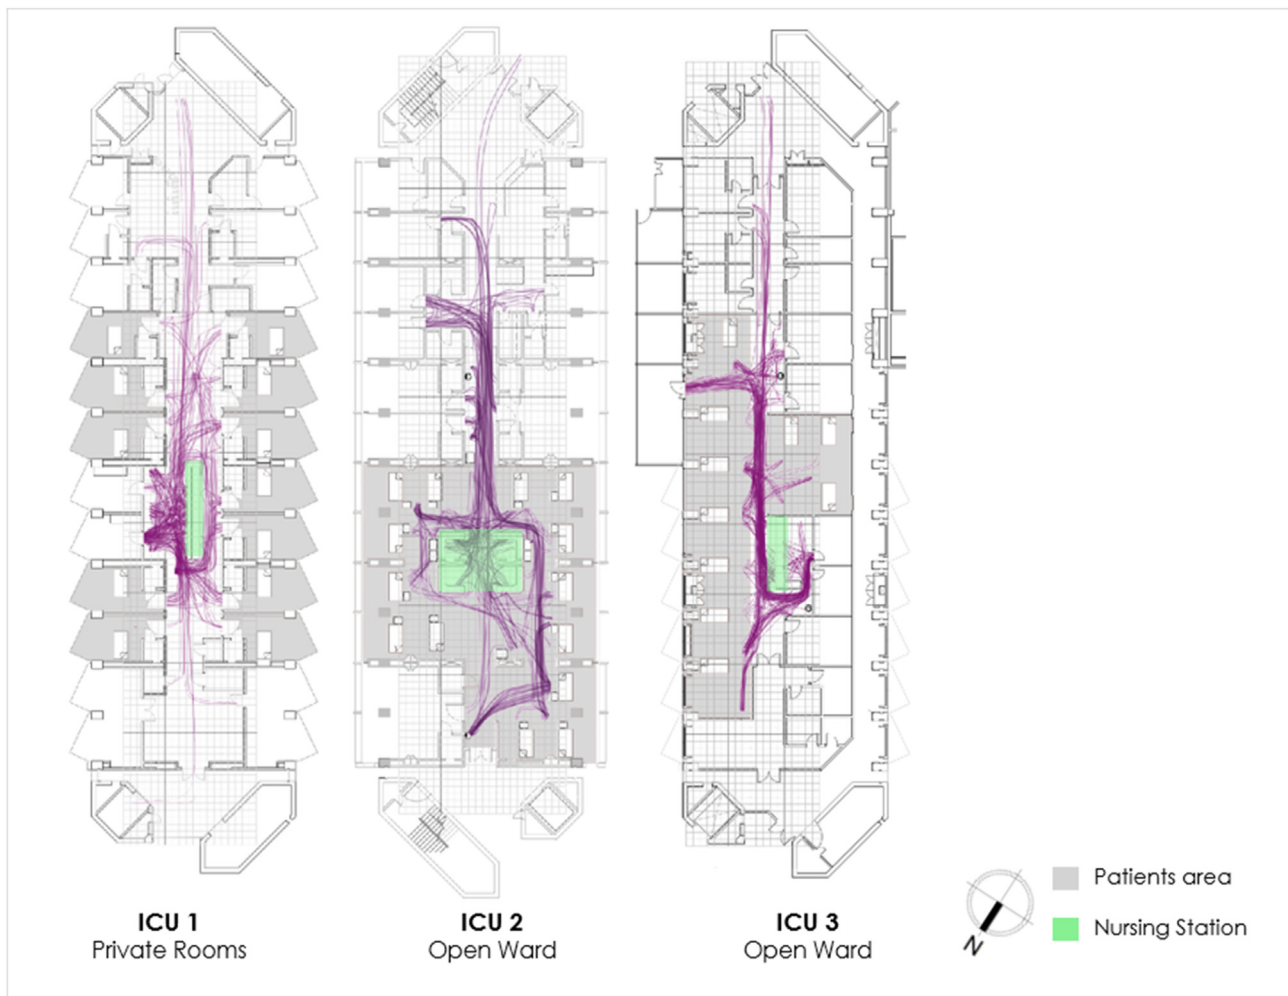 Patients area
Nursing Station
N
ICU 1
Private Rooms
ICU 2
Open Ward
ICU 3
Open Ward